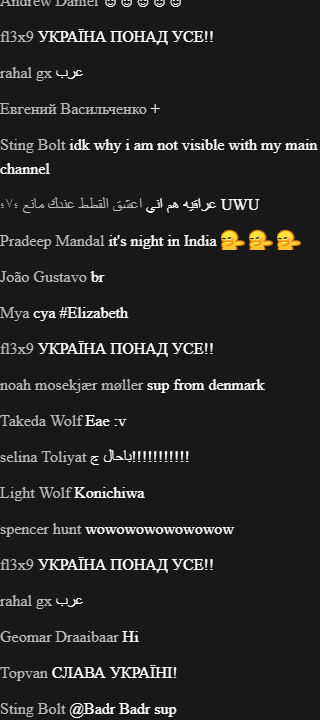 Andrew Daniel ☺☺☺☺☺
fl3x9 УКРАЇНА ПОНАД УСЕ!!
rahal gx عرب
Евгений Васильченко +
Sting Bolt idk why i am not visible with my main
channel
اعشق القطط عندك مانع ؛٧؛ عراقيه هم اني UWU
Pradeep Mandal it's night in India 🤧🤧🤧
João Gustavo br
Mya cya #Elizabeth
fl3x9 УКРАЇНА ПОНАД УСЕ!!
noah mosekjær møller sup from denmark
Takeda Wolf Eae :v
selina Toliyat باحال ج!!!!!!!!!!!
Light Wolf Konichiwa
spencer hunt wowowowowowowow
fl3x9 УКРАЇНА ПОНАД УСЕ!!
rahal gx عرب
Geomar Draaibaar Hi
Topvan СЛАВА УКРАЇНІ!
Sting Bolt @Badr Badr sup